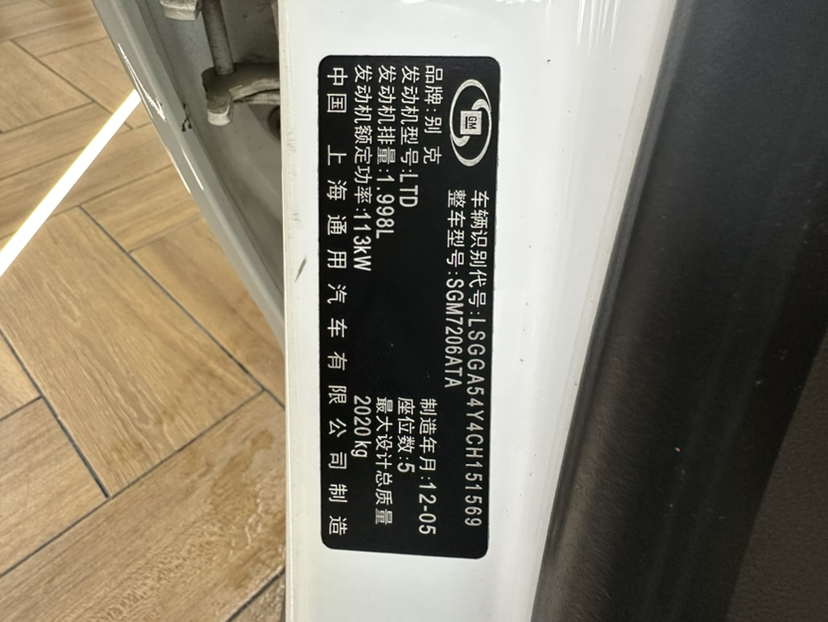 GM
车辆识别代号:LSGGA54Y4CH151569
整车型号:SGM7206ATA
品牌:别克
制造年月:12-05
发动机型号:LTD
座位数:5
发动机排量:1.998L
最大设计总质量
发动机额定功率:113kW
2020kg
中国 上海通用汽车有限公司制造